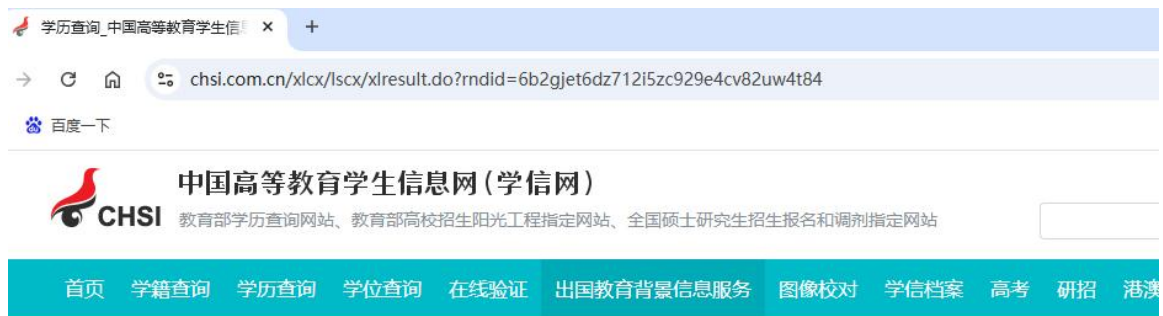 学历查询_中国高等教育学生信息
chsi.com.cn/xlcx/lscx/xlresult.do?rndid=6b2gjet6dz712i5zc929e4cv82uw4t84
百度一下
中国高等教育学生信息网(学信网)
CHSI 教育部学历查询网站、教育部高校招生阳光工程指定网站、全国硕士研究生招生报名和调剂指定网站
首页 学籍查询 学历查询 学位查询 在线验证 出国教育背景信息服务 图像校对 学信档案 高考 研招 港澳